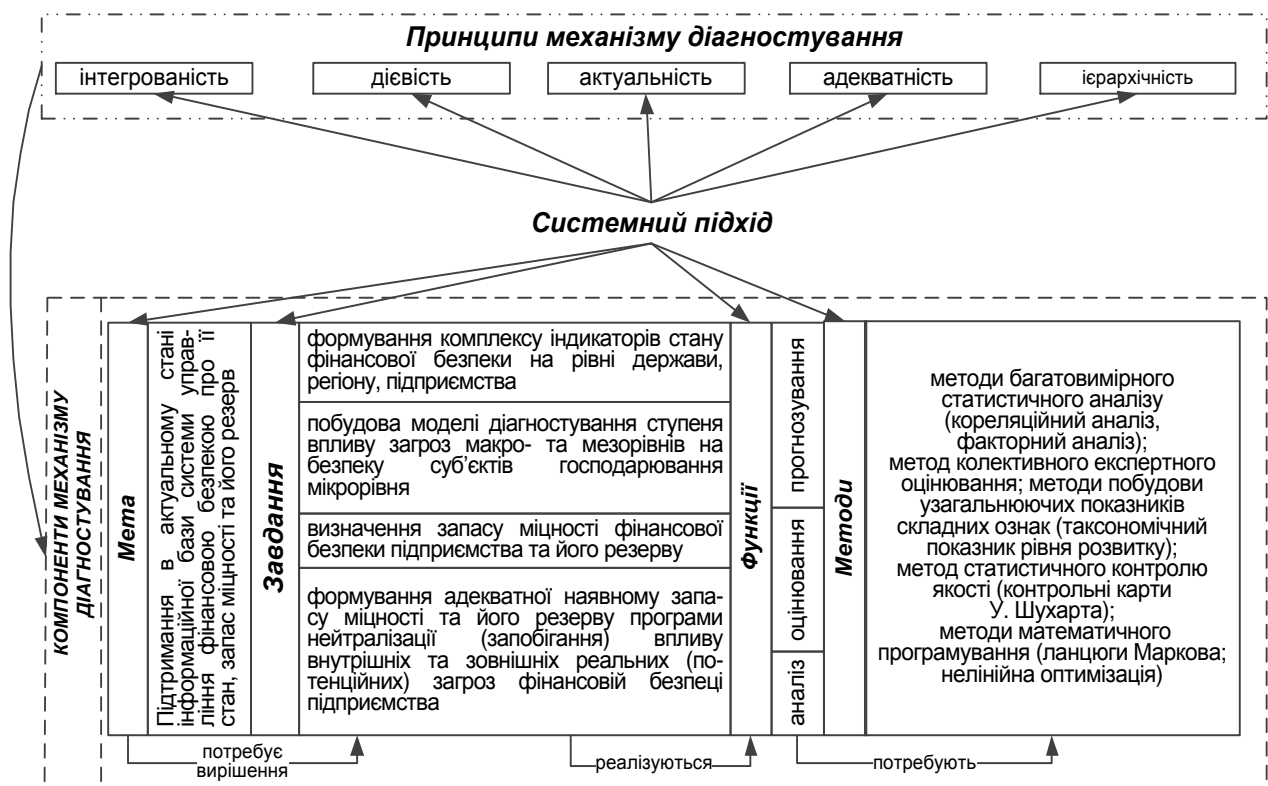 Принципи механізму діагностування
інтегрованість
дієвість
актуальність
адекватність
ієрархічність
Системний підхід
КОМПОНЕНТИ МЕХАНІЗМУ
ДІАГНОСТУВАННЯ
Мета
Підтримання в актуальному стані
інформаційної бази системи управ-
ління фінансовою безпекою про її
стан, запас міцності та його резерв
Завдання
формування комплексу індикаторів стану
фінансової безпеки на рівні держави,
регіону, підприємства
побудова моделі діагностування ступеня
впливу загроз макро- та мезорівнів на
безпеку суб’єктів господарювання
мікрорівня
визначення запасу міцності фінансової
безпеки підприємства та його резерву
формування адекватної наявному запа-
су міцності та його резерву програми
нейтралізації (запобігання) впливу
внутрішніх та зовнішніх реальних (по-
тенційних) загроз фінансовій безпеці
підприємства
Функції
прогнозування
оцінювання
аналіз
Методи
методи багатовимірного
статистичного аналізу
(кореляційний аналіз,
факторний аналіз);
метод колективного експертного
оцінювання; методи побудови
узагальнюючих показників
складних ознак (таксономічний
показник рівня розвитку);
метод статистичного контролю
якості (контрольні карти
У. Шухарта);
методи математичного
програмування (ланцюги Маркова;
нелінійна оптимізація)
потребує
вирішення
реалізуються
потребують